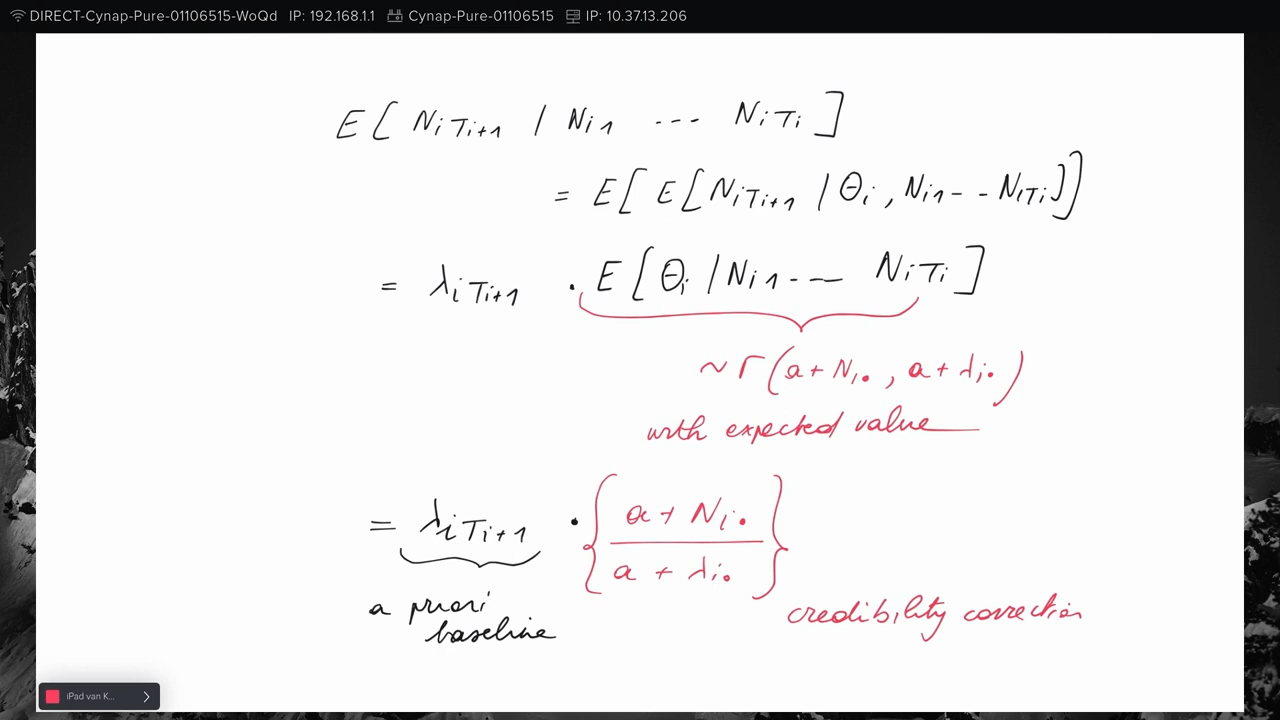 DIRECT-Cynap-Pure-01106515-WoQd IP: 192.168.1.1 Cynap-Pure-01106515 IP: 10.37.13.206
E[ N_{iT_i+1} | N_{i1} --- N_{iT_i} ]
= E[ E[ N_{iT_i+1} | Θ_i , N_{i1} - - N_{iT_i} ] ]
= λ_{iT_i+1} · E[ Θ_i | N_{i1} - - — N_{iT_i} ]
~ Γ( a + N_{i•} , a + λ_{i•} )
with expected value
= λ_{iT_i+1} · { \frac{a + N_{i•}}{a + λ_{i•}} }
a priori
baseline
credibility correction
iPad van K...